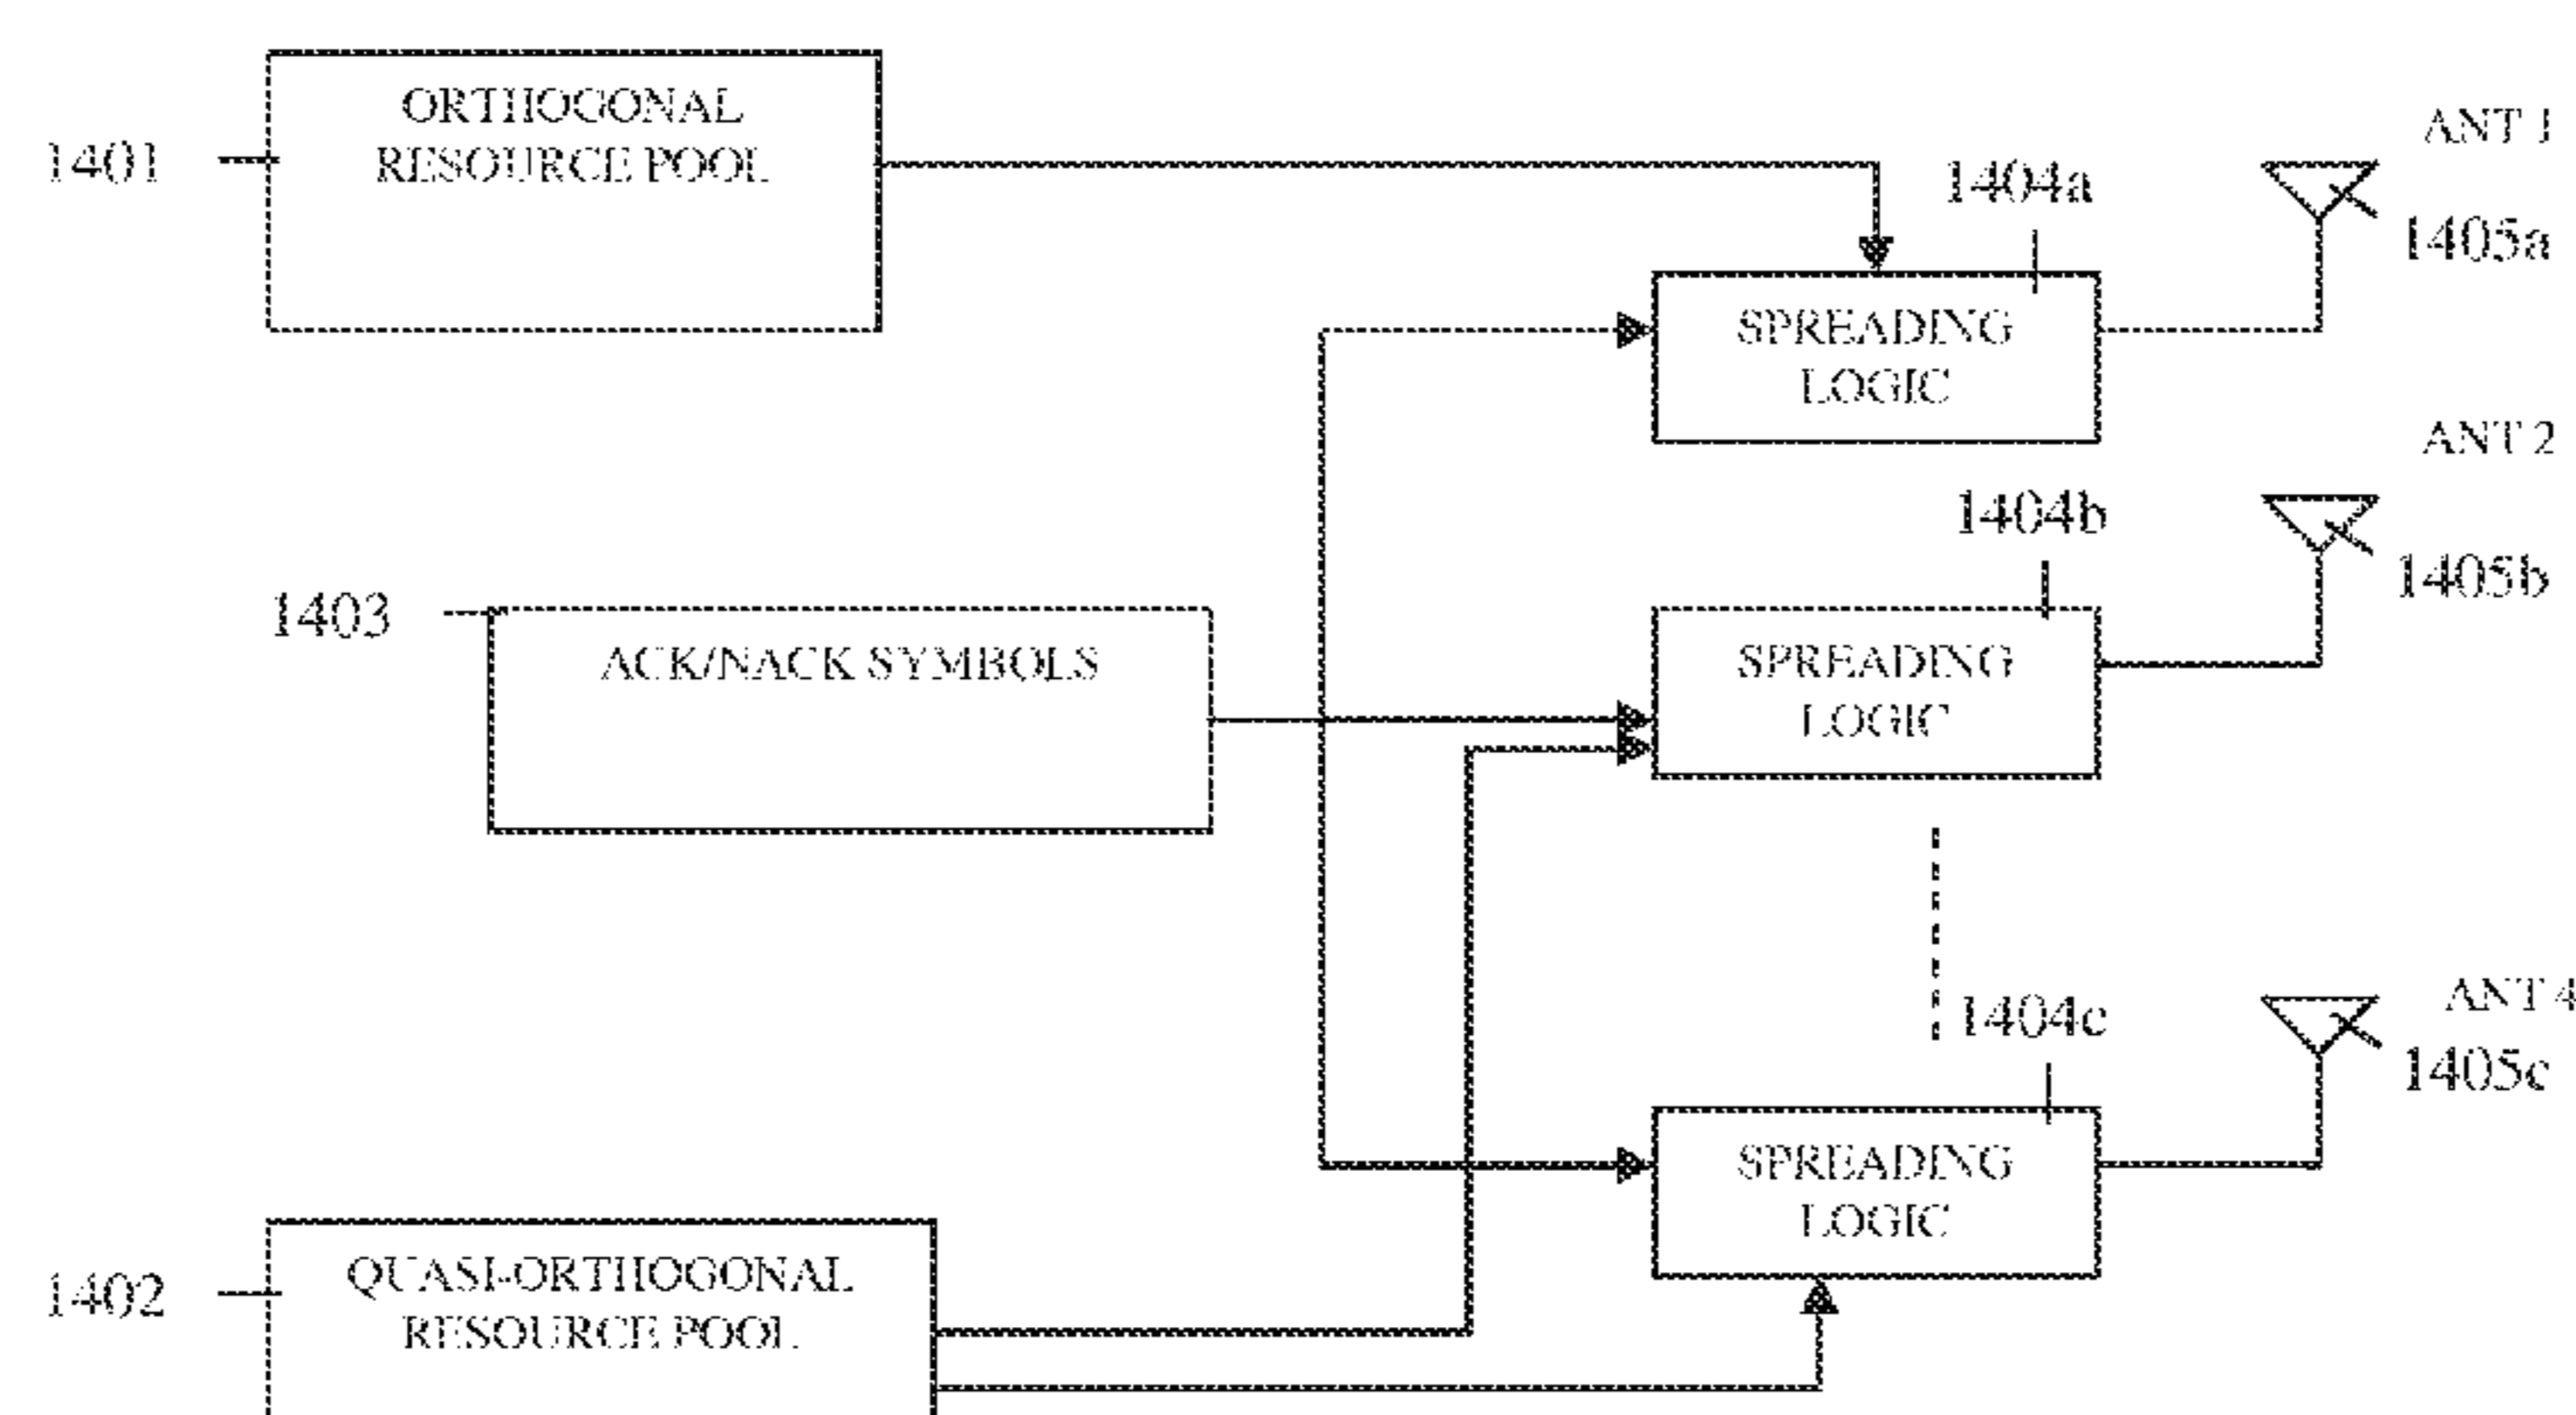 ORTHOGONAL
RESOURCE POOL
1401
ANT 1
1404a
1405a
SPREADING
LOGIC
ANT 2
1404b
1405b
1403
ACK/NACK SYMBOLS
SPREADING
LOGIC
ANT 4
1404c
1405c
SPREADING
LOGIC
1402
QUASI-ORTHOGONAL
RESOURCE POOL